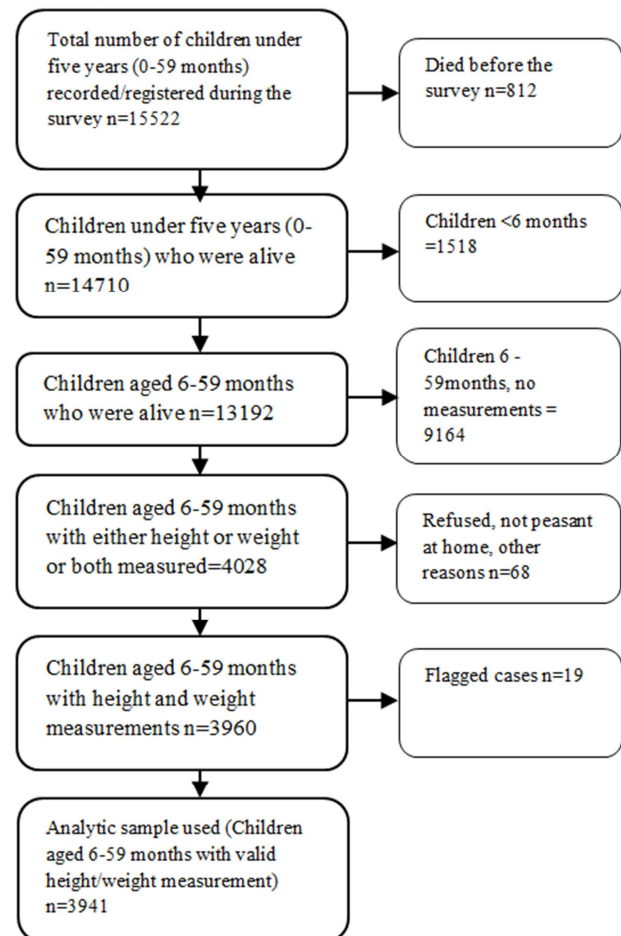 Total number of children under
five years (0-59 months)
recorded/registered during the
survey n=15522
Died before the
survey n=812
Children under five years (0-
59 months) who were alive
n=14710
Children <6 months
=1518
Children aged 6-59 months
who were alive n=13192
Children 6 -
59months, no
measurements =
9164
Children aged 6-59 months
with either height or weight
or both measured=4028
Refused, not peasant
at home, other
reasons n=68
Children aged 6-59 months
with height and weight
measurements n=3960
Flagged cases n=19
Analytic sample used (Children
aged 6-59 months with valid
height/weight measurement)
n=3941